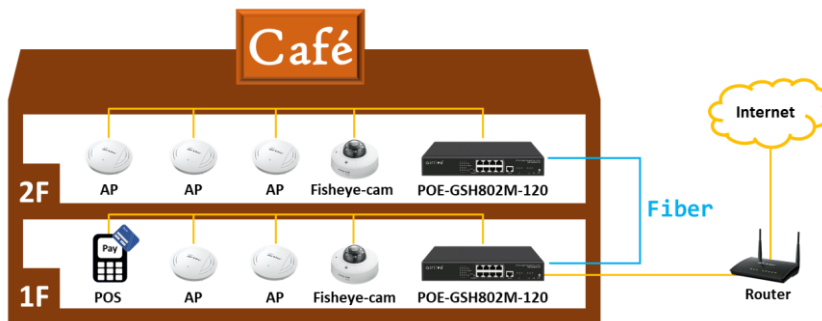 Café
Internet
2F
AP
AP
AP
Fisheye-cam
POE-GSH802M-120
Fiber
1F
Pay
POS
AP
AP
Fisheye-cam
POE-GSH802M-120
Router